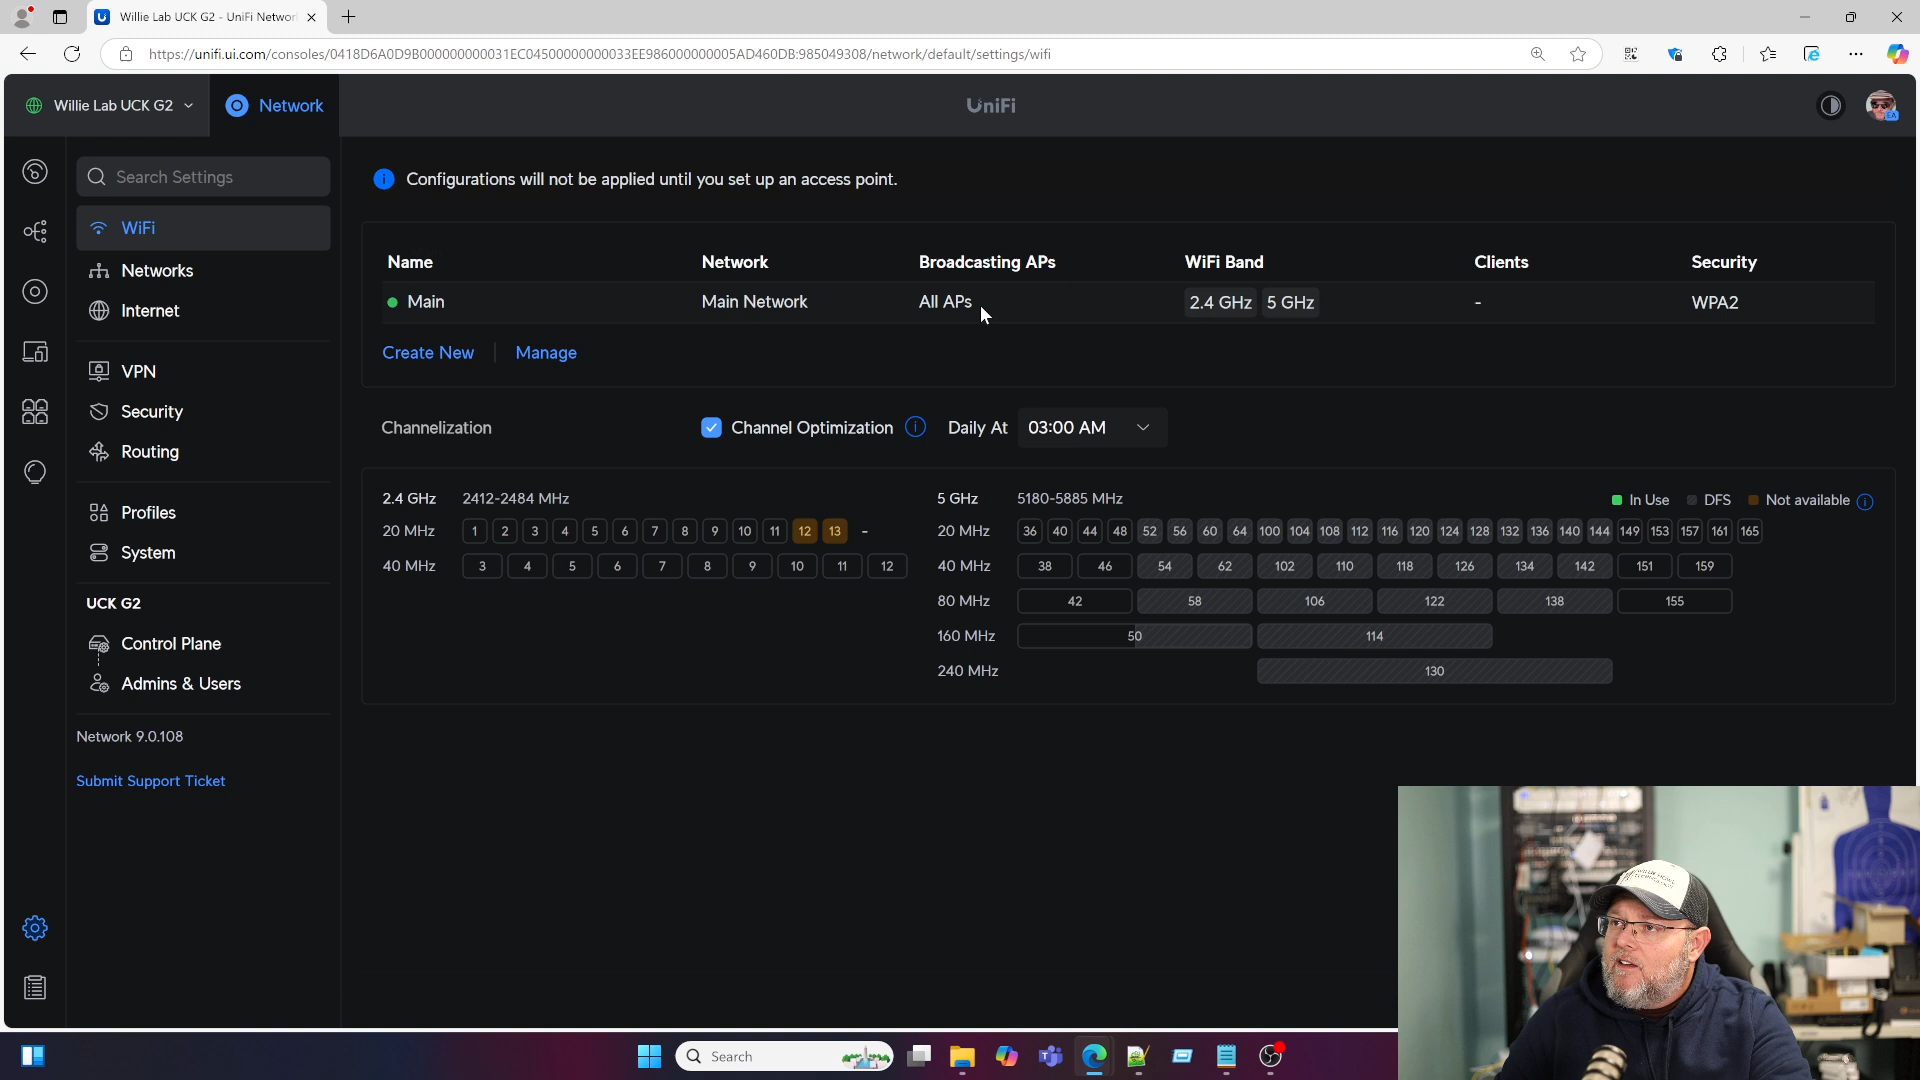 Willie Lab UCK G2 - UniFi Networ
https://unifi.ui.com/consoles/0418D6A0D9B000000000031EC04500000000033EE986000000005AD460DB:985049308/network/default/settings/wifi
Willie Lab UCK G2
Network
UniFi
EA
Search Settings
WiFi
Networks
Internet
VPN
Security
Routing
Profiles
System
UCK G2
Control Plane
Admins & Users
Network 9.0.108
Submit Support Ticket
Configurations will not be applied until you set up an access point.
Name Network Broadcasting APs WiFi Band Clients Security
Main Main Network All APs 2.4 GHz 5 GHz - WPA2
Create New Manage
Channelization Channel Optimization Daily At 03:00 AM
2.4 GHz 2412-2484 MHz
20 MHz 1 2 3 4 5 6 7 8 9 10 11 12 13 -
40 MHz 3 4 5 6 7 8 9 10 11 12
5 GHz 5180-5885 MHz In Use DFS Not available
20 MHz 36 40 44 48 52 56 60 64 100 104 108 112 116 120 124 128 132 136 140 144 149 153 157 161 165
40 MHz 38 46 54 62 102 110 118 126 134 142 151 159
80 MHz 42 58 106 122 138 155
160 MHz 50 114
240 MHz 130
Search